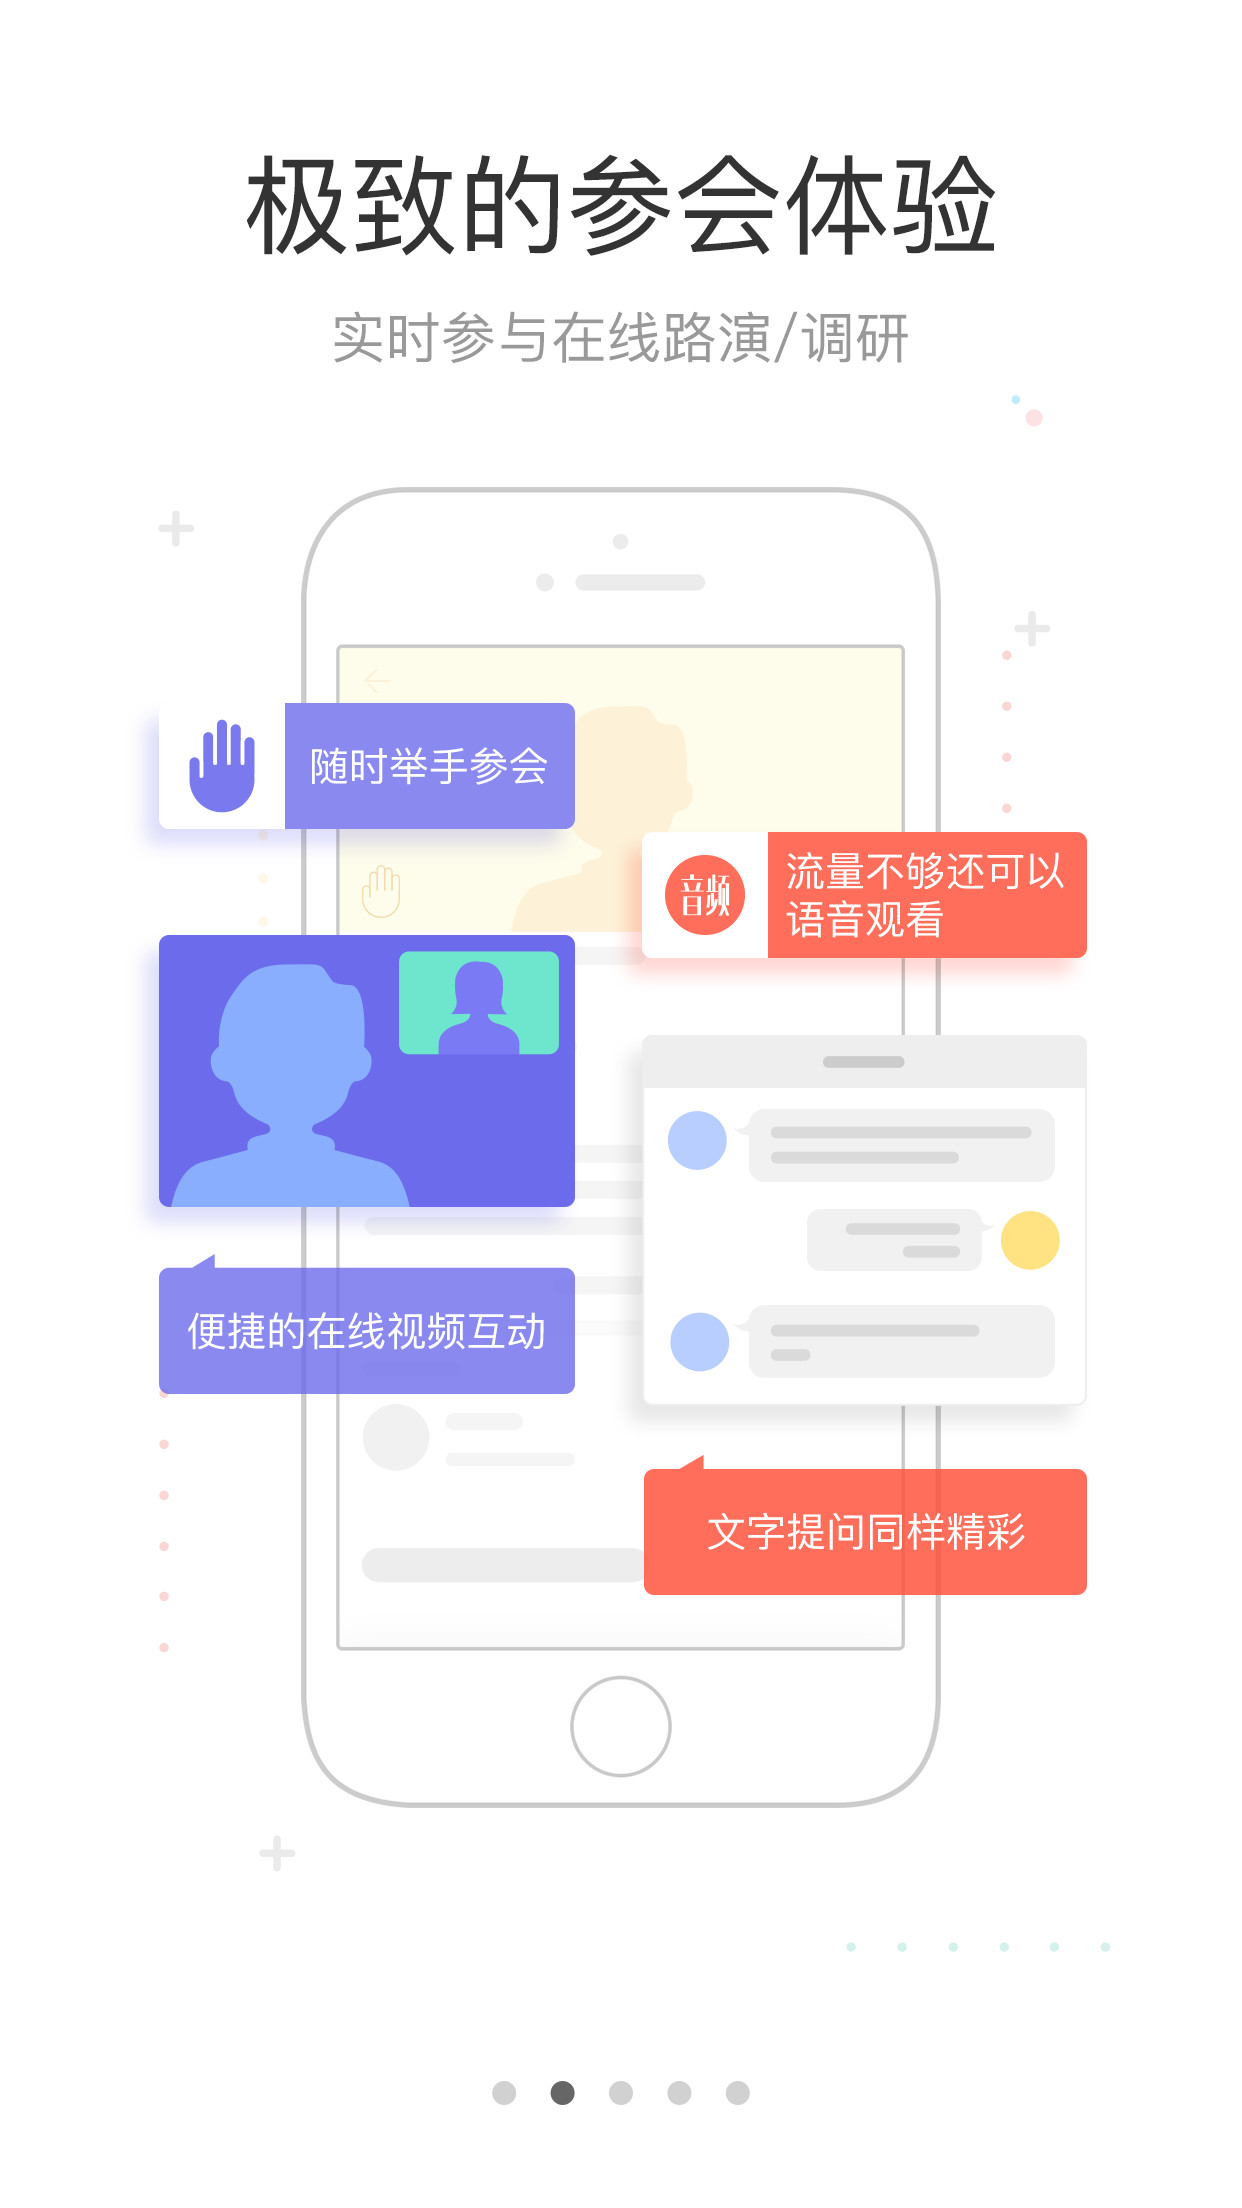 极致的参会体验
实时参与在线路演/调研
随时举手参会
音频
流量不够还可以
语音观看
便捷的在线视频互动
文字提问同样精彩